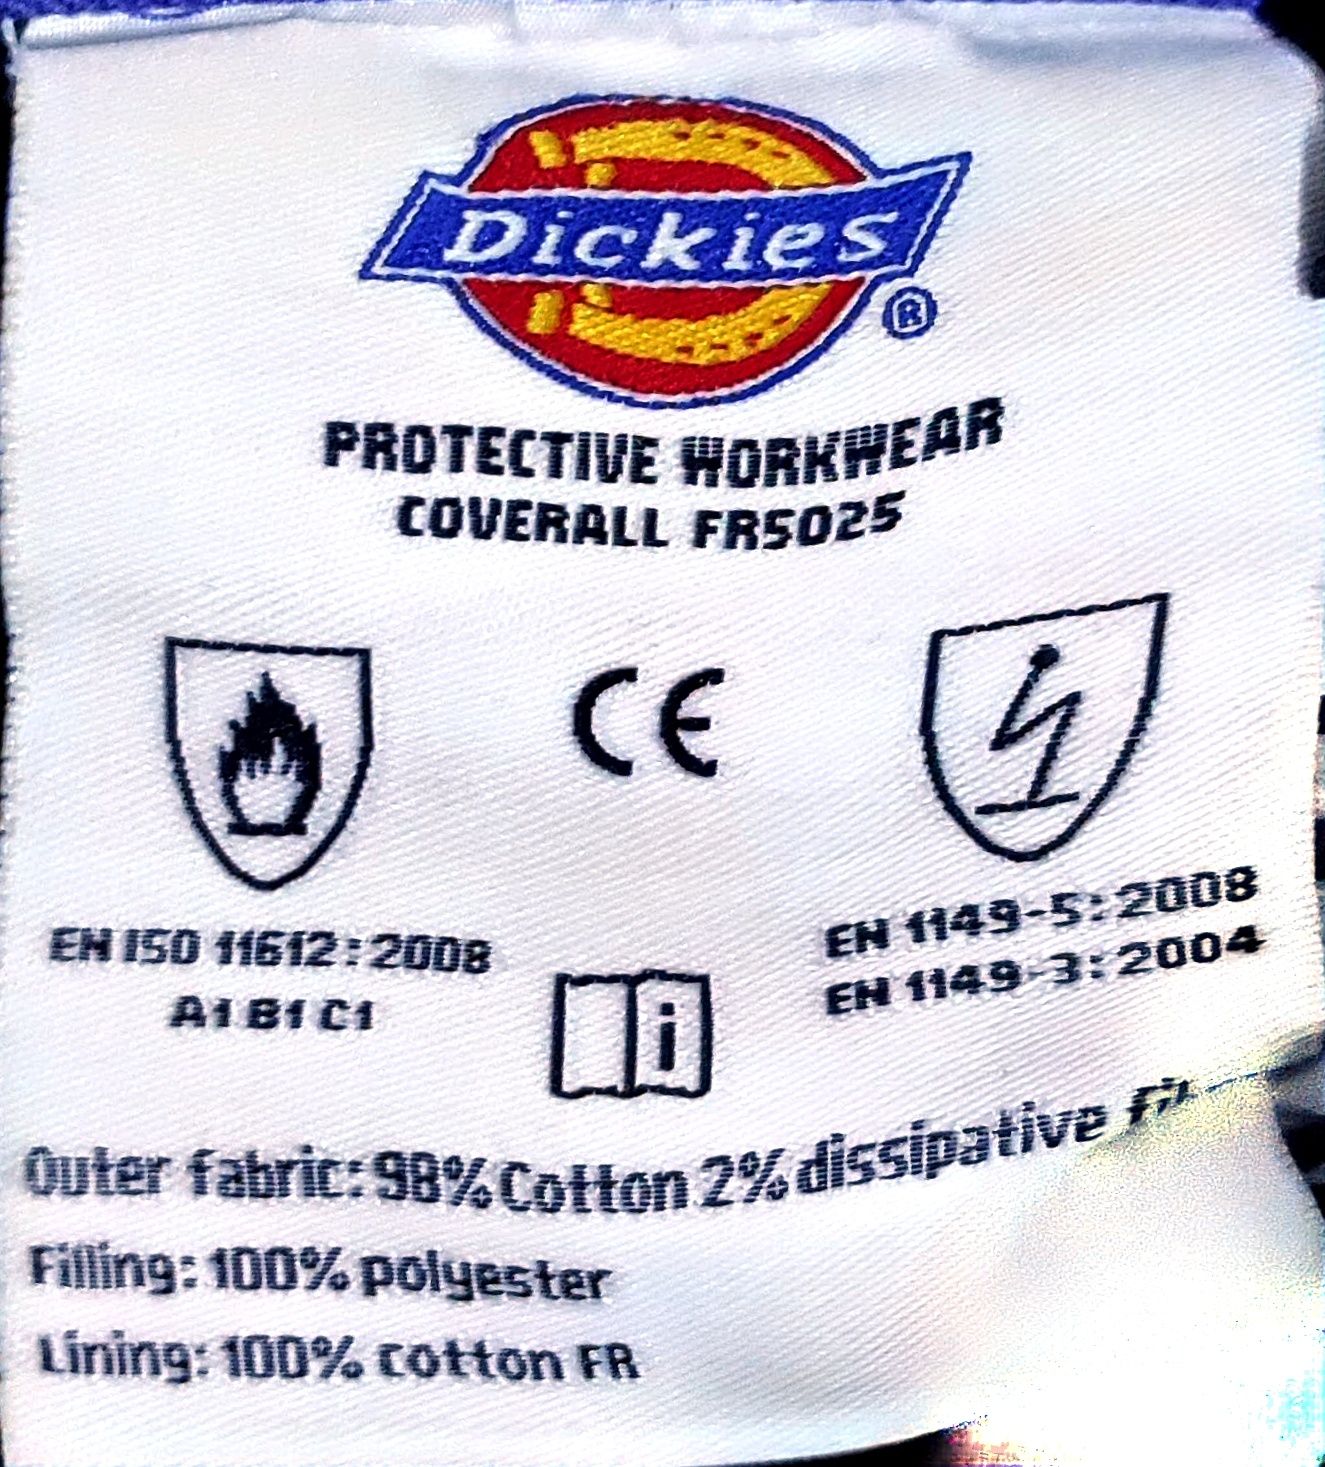 Dickies
®
PROTECTIVE WORKWEAR
COVERALL FR5025
CE
EN ISO 11612:2008
A1 B1 C1
EN 1149-5:2008
EN 1149-3:2004
i
Outer fabric: 98% Cotton 2% dissipative
Filling: 100% polyester
Lining: 100% cotton FR